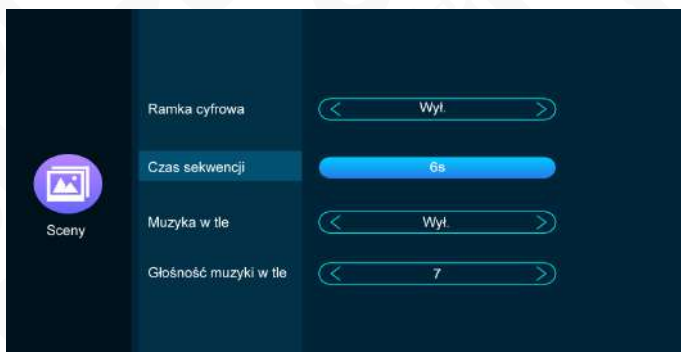 Ramka cyfrowa
Wył.
Czas sekwencji
6s
Sceny
Muzyka w tle
Wył.
Głośność muzyki w tle
7